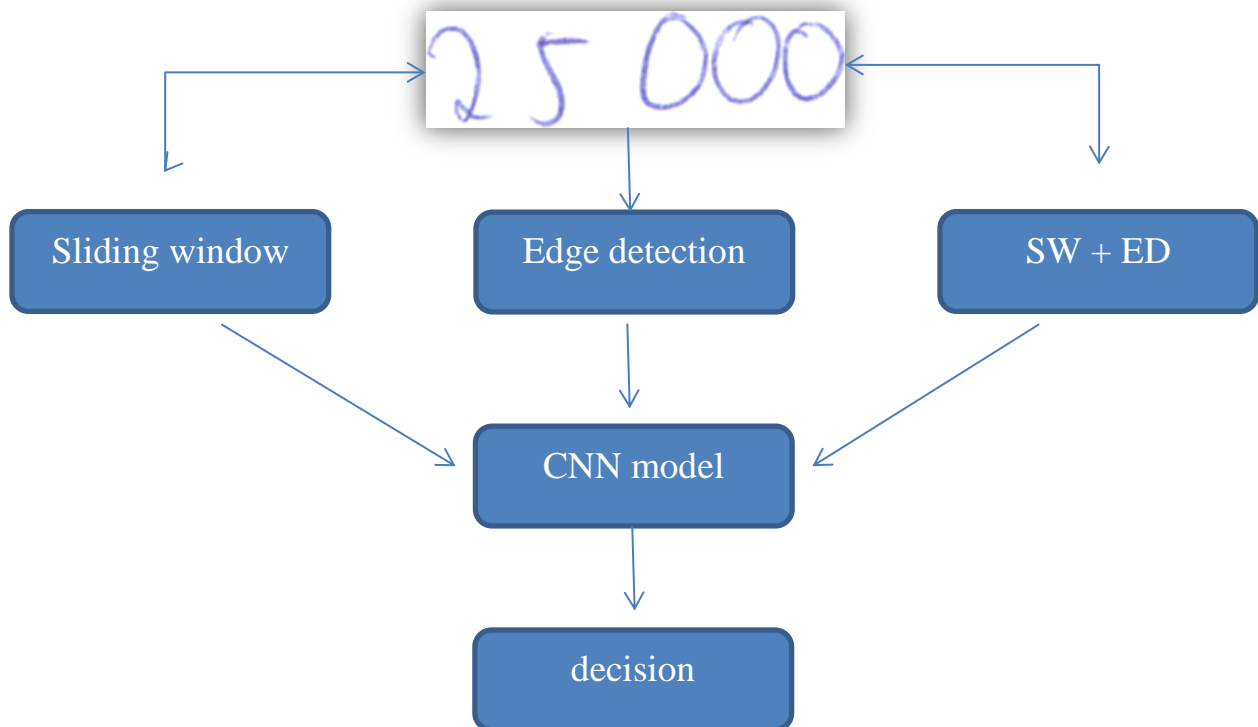 25 000
Sliding window
Edge detection
SW + ED
CNN model
decision